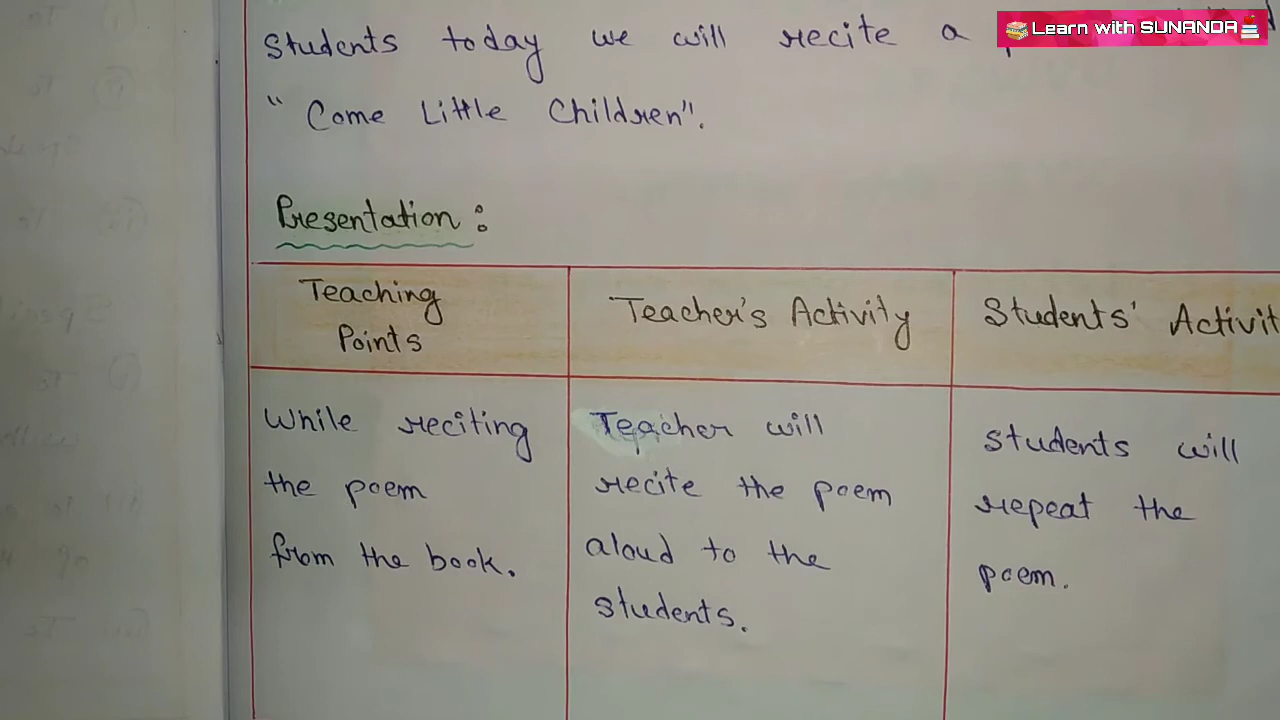 Learn with SUNANDA
Students today we will recite a
"Come Little Children".
Presentation:
Teaching
Points
While reciting
the poem
from the book.
Teacher's Activity
Teacher will
recite the poem
aloud to the
students.
Students' Activit
students will
repeat the
poem.